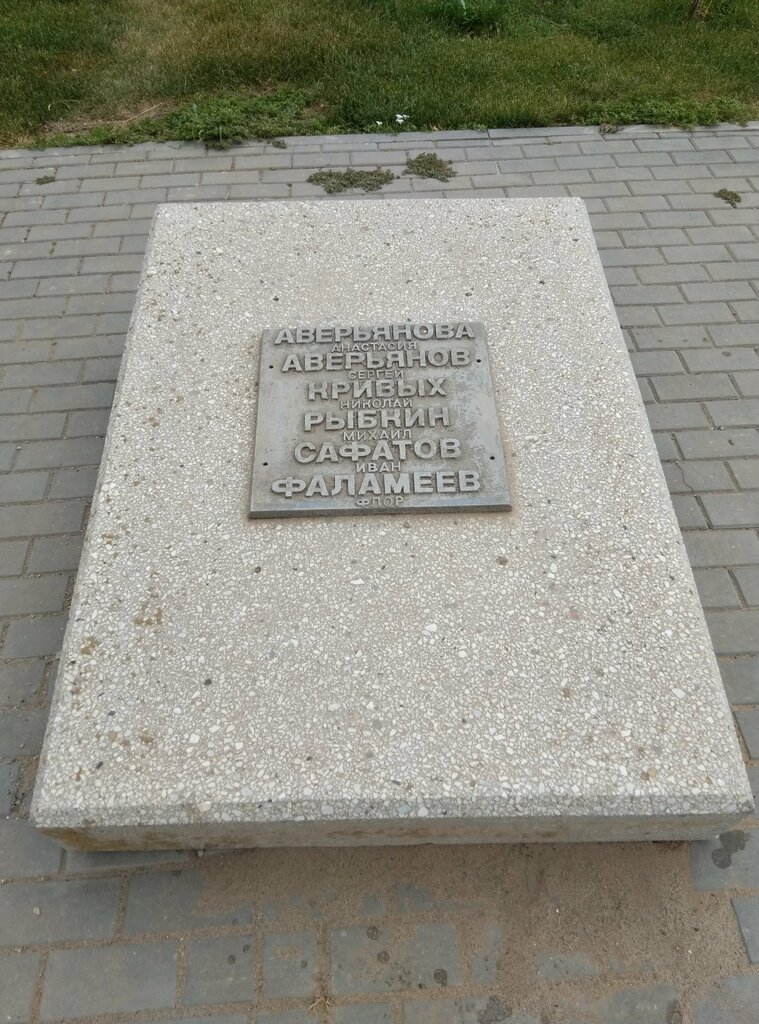 АВЕРЬЯНОВА
АНАСТАСИЯ
АВЕРЬЯНОВ
СЕРГЕЙ
КРИВЫХ
НИКОЛАЙ
РЫБКИН
МИХАИЛ
САФАТОВ
ИВАН
ФАЛАМЕЕВ
ФЛОР